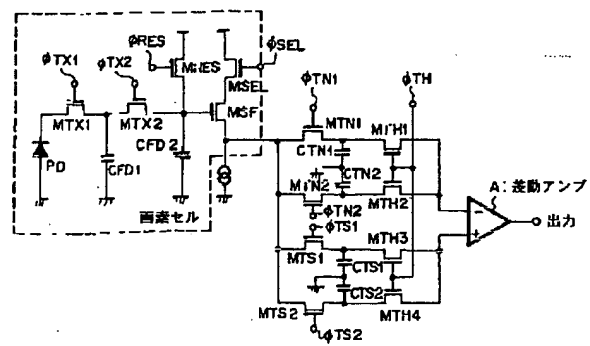 φRES
φSEL
φTX1
φTX2
MRES
MSEL
φTN1
φTH
MSF
MTX1
MTX2
MTN1
MTH1
CTN1
PD
CFD1
CFD2
CTN2
A:差動アンプ
MTN2
MTH2
画素セル
φTN2
φTS1
−
+
出力
MTH3
MTS1
CTS1
CTS2
MTS2
MTH4
φTS2